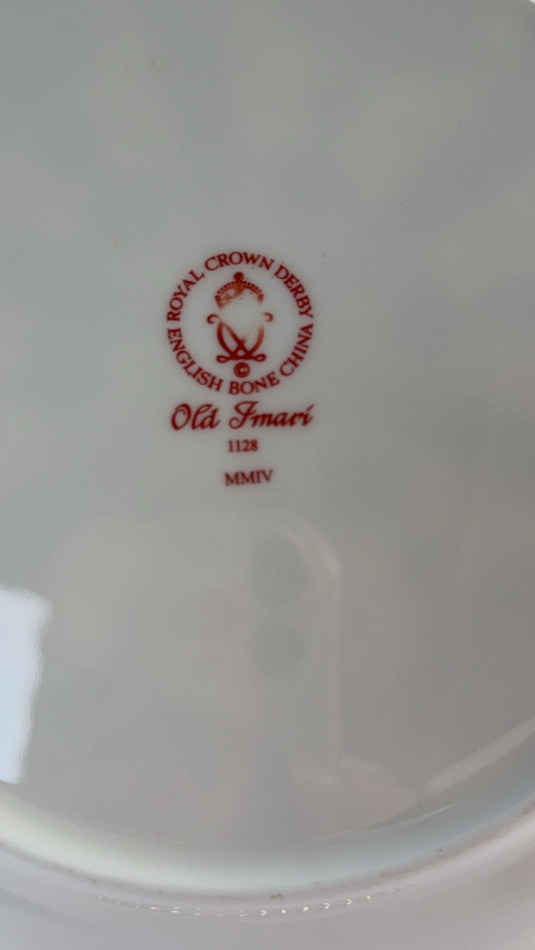 ROYAL CROWN DERBY
ENGLISH BONE CHINA
©
Old Imari
1128
MMIV